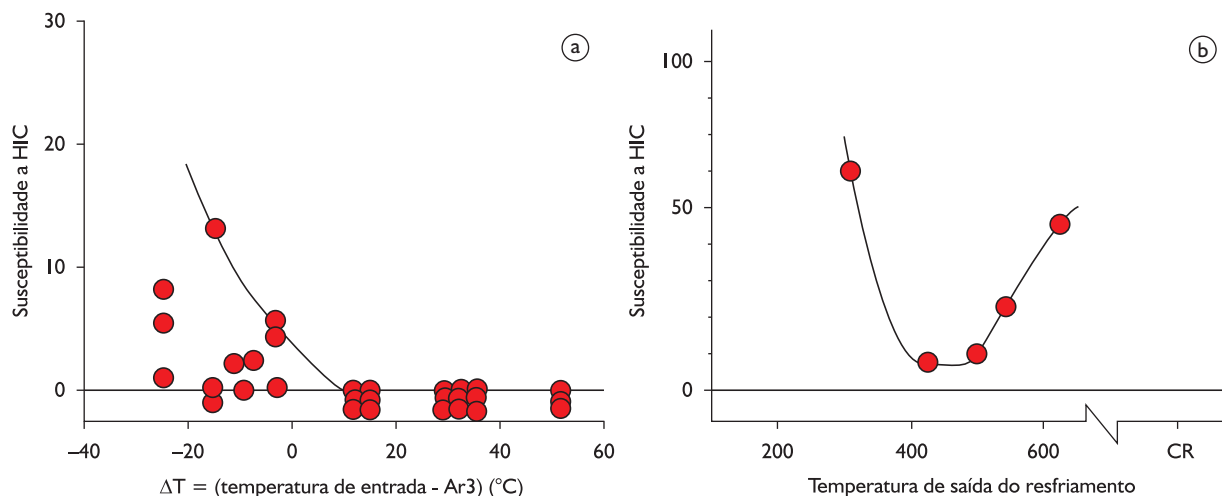 30
20
10
0
Susceptibilidade a HIC
a
−40
−20
0
20
40
60
ΔT = (temperatura de entrada - Ar3) (°C)
100
50
0
Susceptibilidade a HIC
b
200
400
600
CR
Temperatura de saída do resfriamento